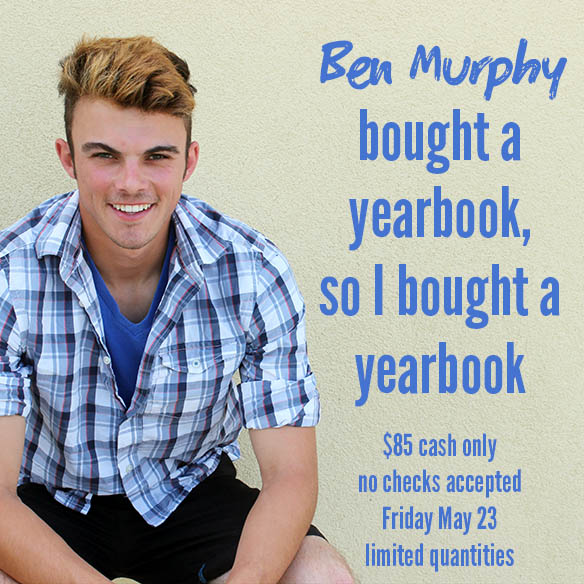 Ben Murphy
bought a
yearbook,
so I bought a
yearbook
$85 cash only
no checks accepted
Friday May 23
limited quantities